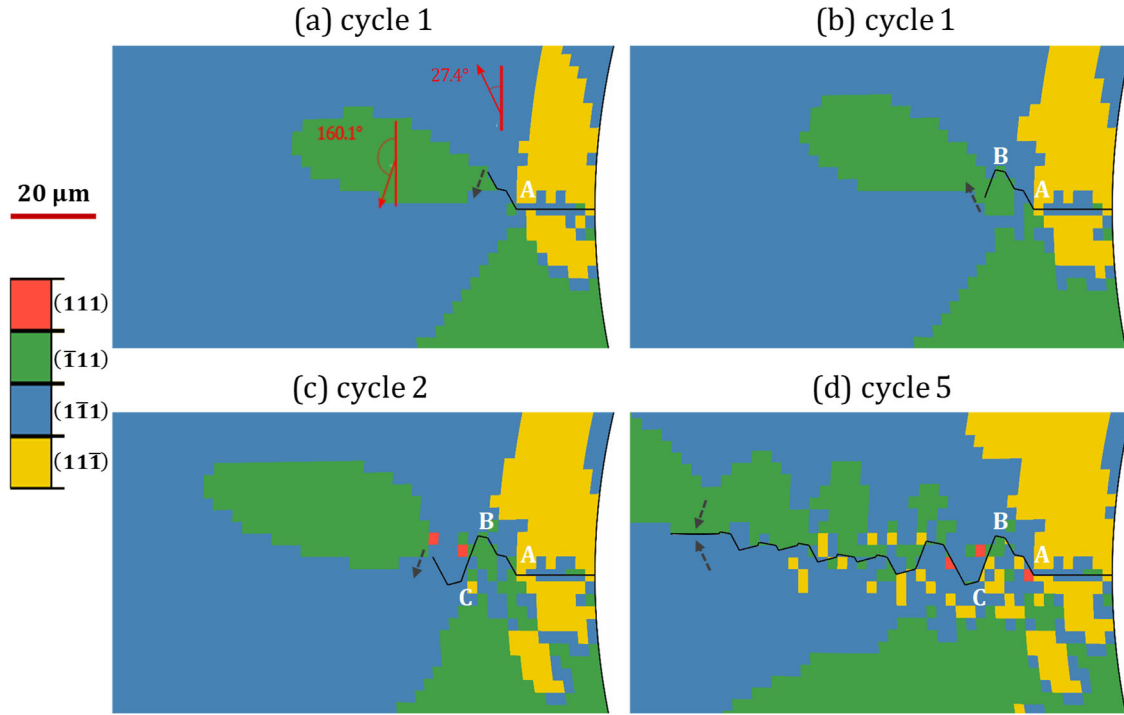 (a) cycle 1
(b) cycle 1
27.4°
160.1°
A
B
A
20 μm
(111)
(1̅11)
(11̅1)
(111̅)
(c) cycle 2
(d) cycle 5
B
A
C
B
A
C